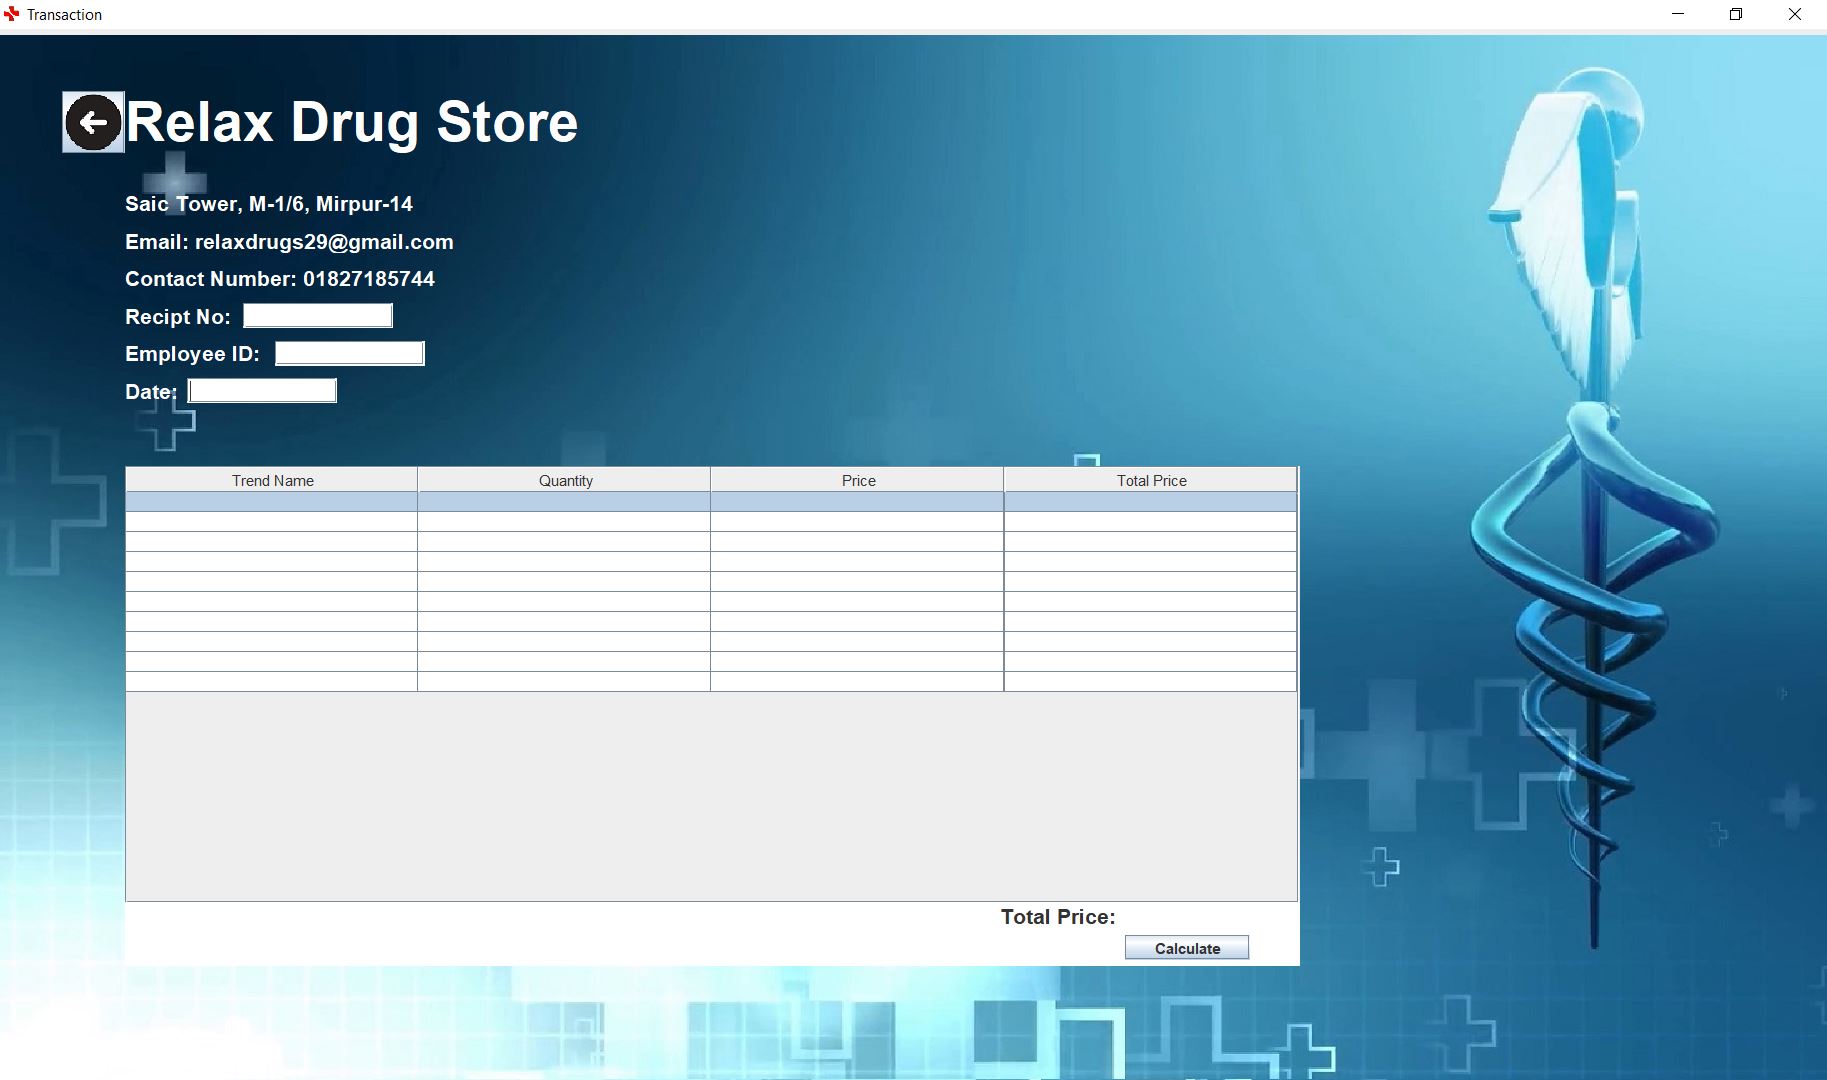 Transaction
Relax Drug Store
Saic Tower, M-1/6, Mirpur-14
Email: relaxdrugs29@gmail.com
Contact Number: 01827185744
Recipt No:
Employee ID:
Date:
Trend Name Quantity Price Total Price
Total Price:
Calculate